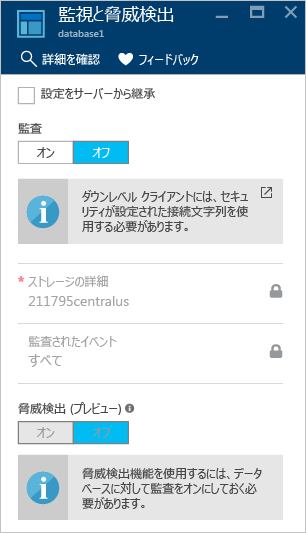 監視と脅威検出
database1
詳細を確認 フィードバック
設定をサーバーから継承
監査
オン オフ
ダウンレベル クライアントには、セキュ
リティが設定された接続文字列を使
用する必要があります。
* ストレージの詳細
211795centralus
監査されたイベント
すべて
脅威検出 (プレビュー)
オン オフ
脅威検出機能を使用するには、データ
ベースに対して監査をオンにしておく必
要があります。